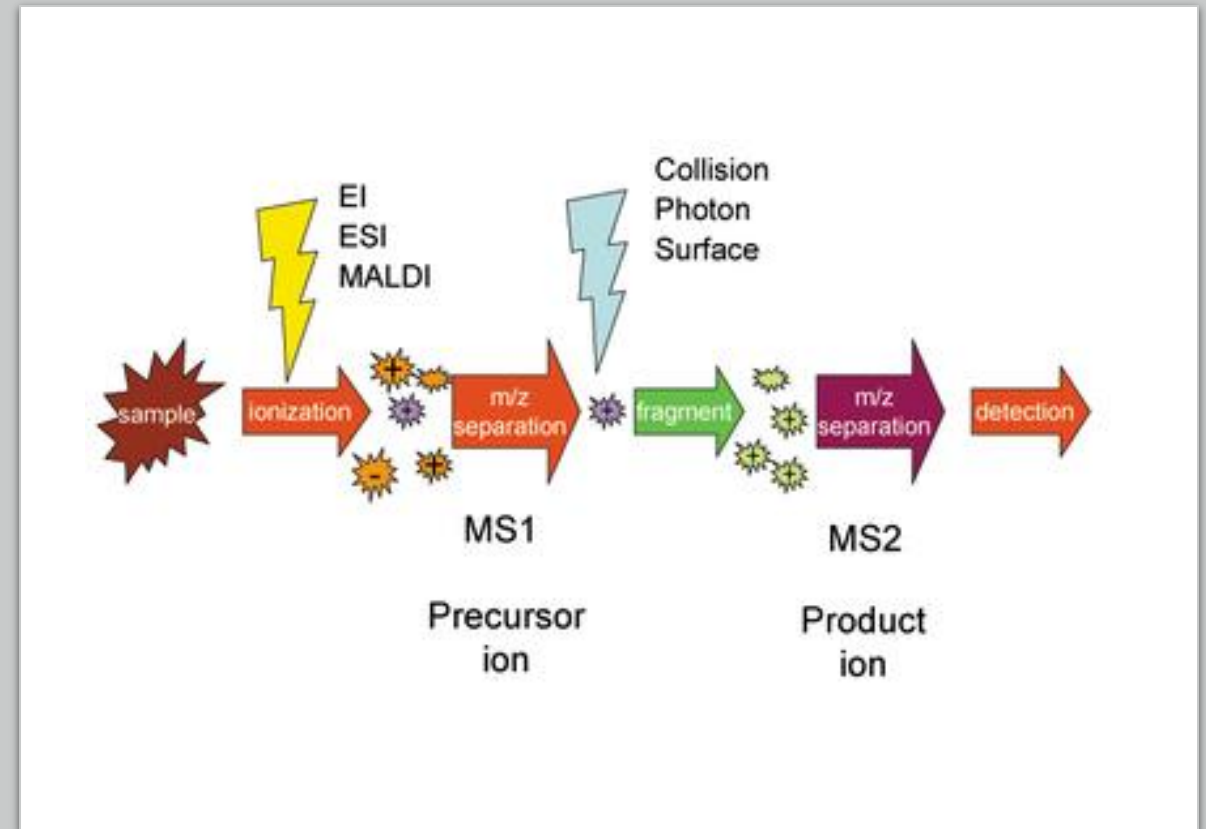 EI
ESI
MALDI
Collision
Photon
Surface
sample
ionization
+
+
-
+
m/z
separation
+
fragment
+
+
+
m/z
separation
detection
MS1
MS2
Precursor
ion
Product
ion